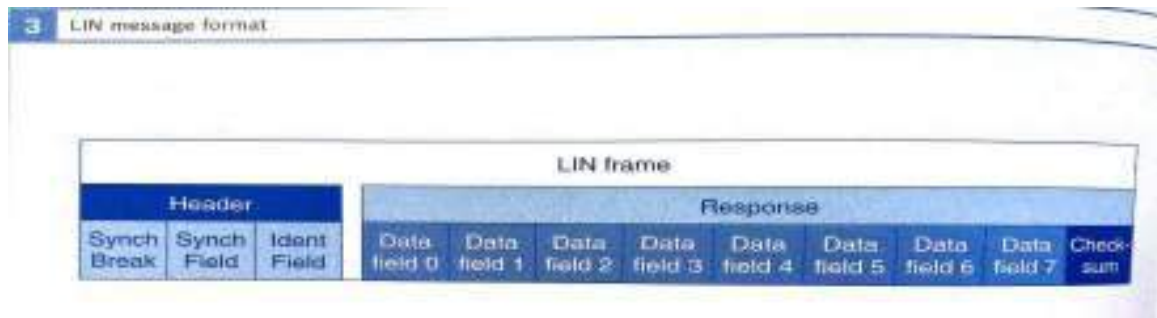 3 LIN message format
LIN frame
Header Response
Synch Synch Ident Data Data Data Data Data Data Data Data Check-
Break Field Field field 0 field 1 field 2 field 3 field 4 field 5 field 6 field 7 sum